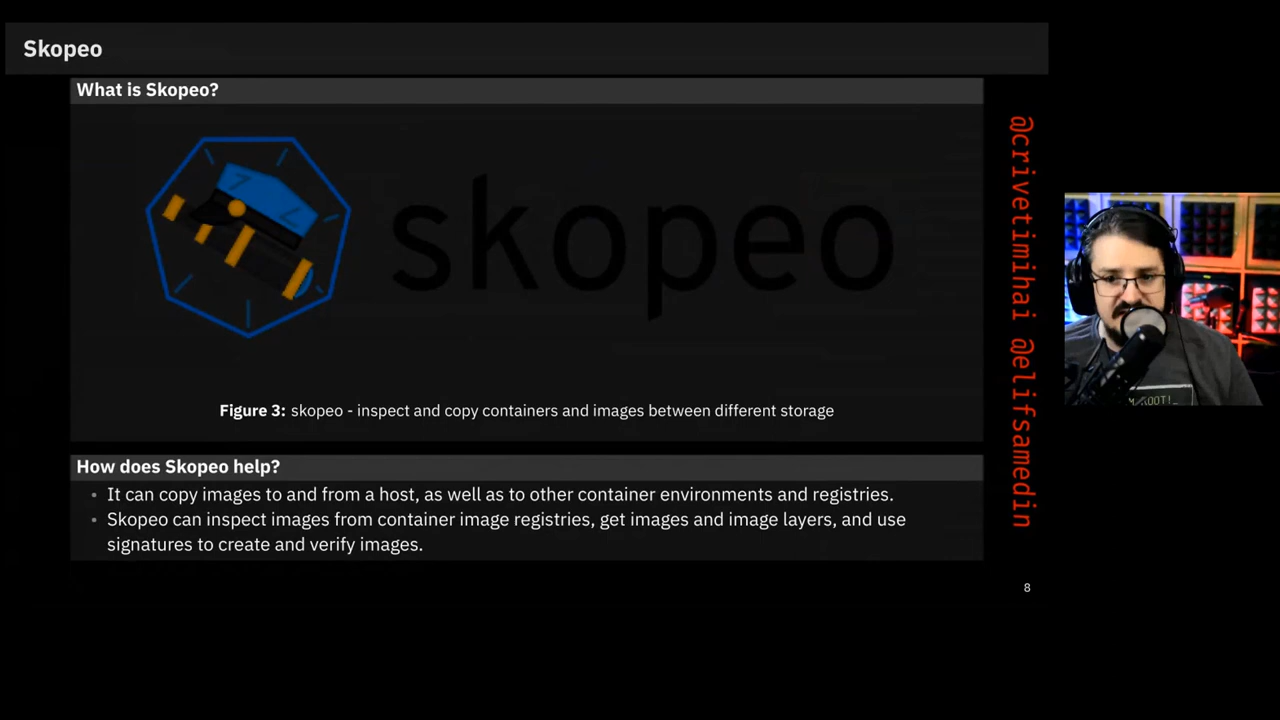 Skopeo
What is Skopeo?
skopeo
Figure 3: skopeo - inspect and copy containers and images between different storage
How does Skopeo help?
• It can copy images to and from a host, as well as to other container environments and registries.
• Skopeo can inspect images from container image registries, get images and image layers, and use
signatures to create and verify images.
8
@crivetimihai @elifsamedin
ROOT!_